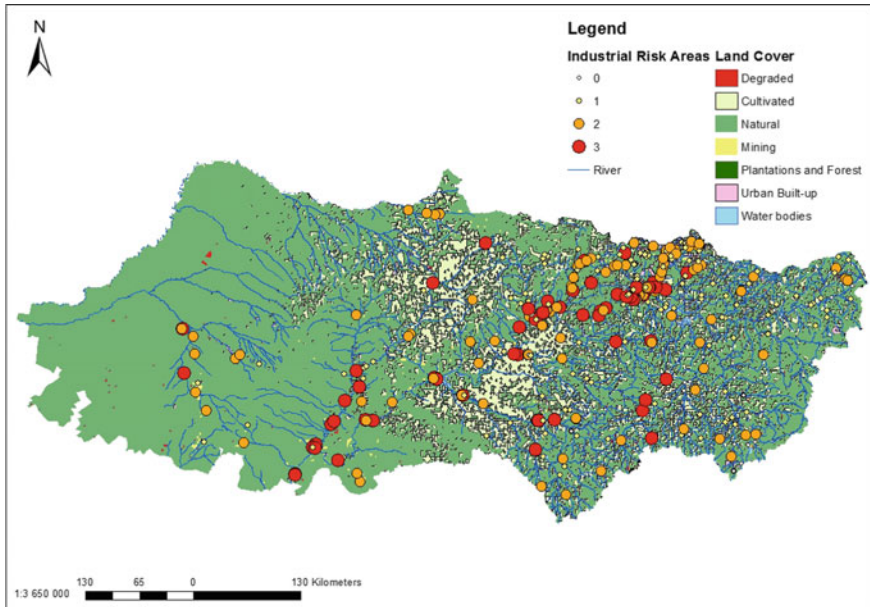 N
Legend
Industrial Risk Areas Land Cover
0 Degraded
1 Cultivated
2 Natural
3 Mining
River Plantations and Forest
Urban Built-up
Water bodies
130 65 0 130 Kilometers
1:3 650 000